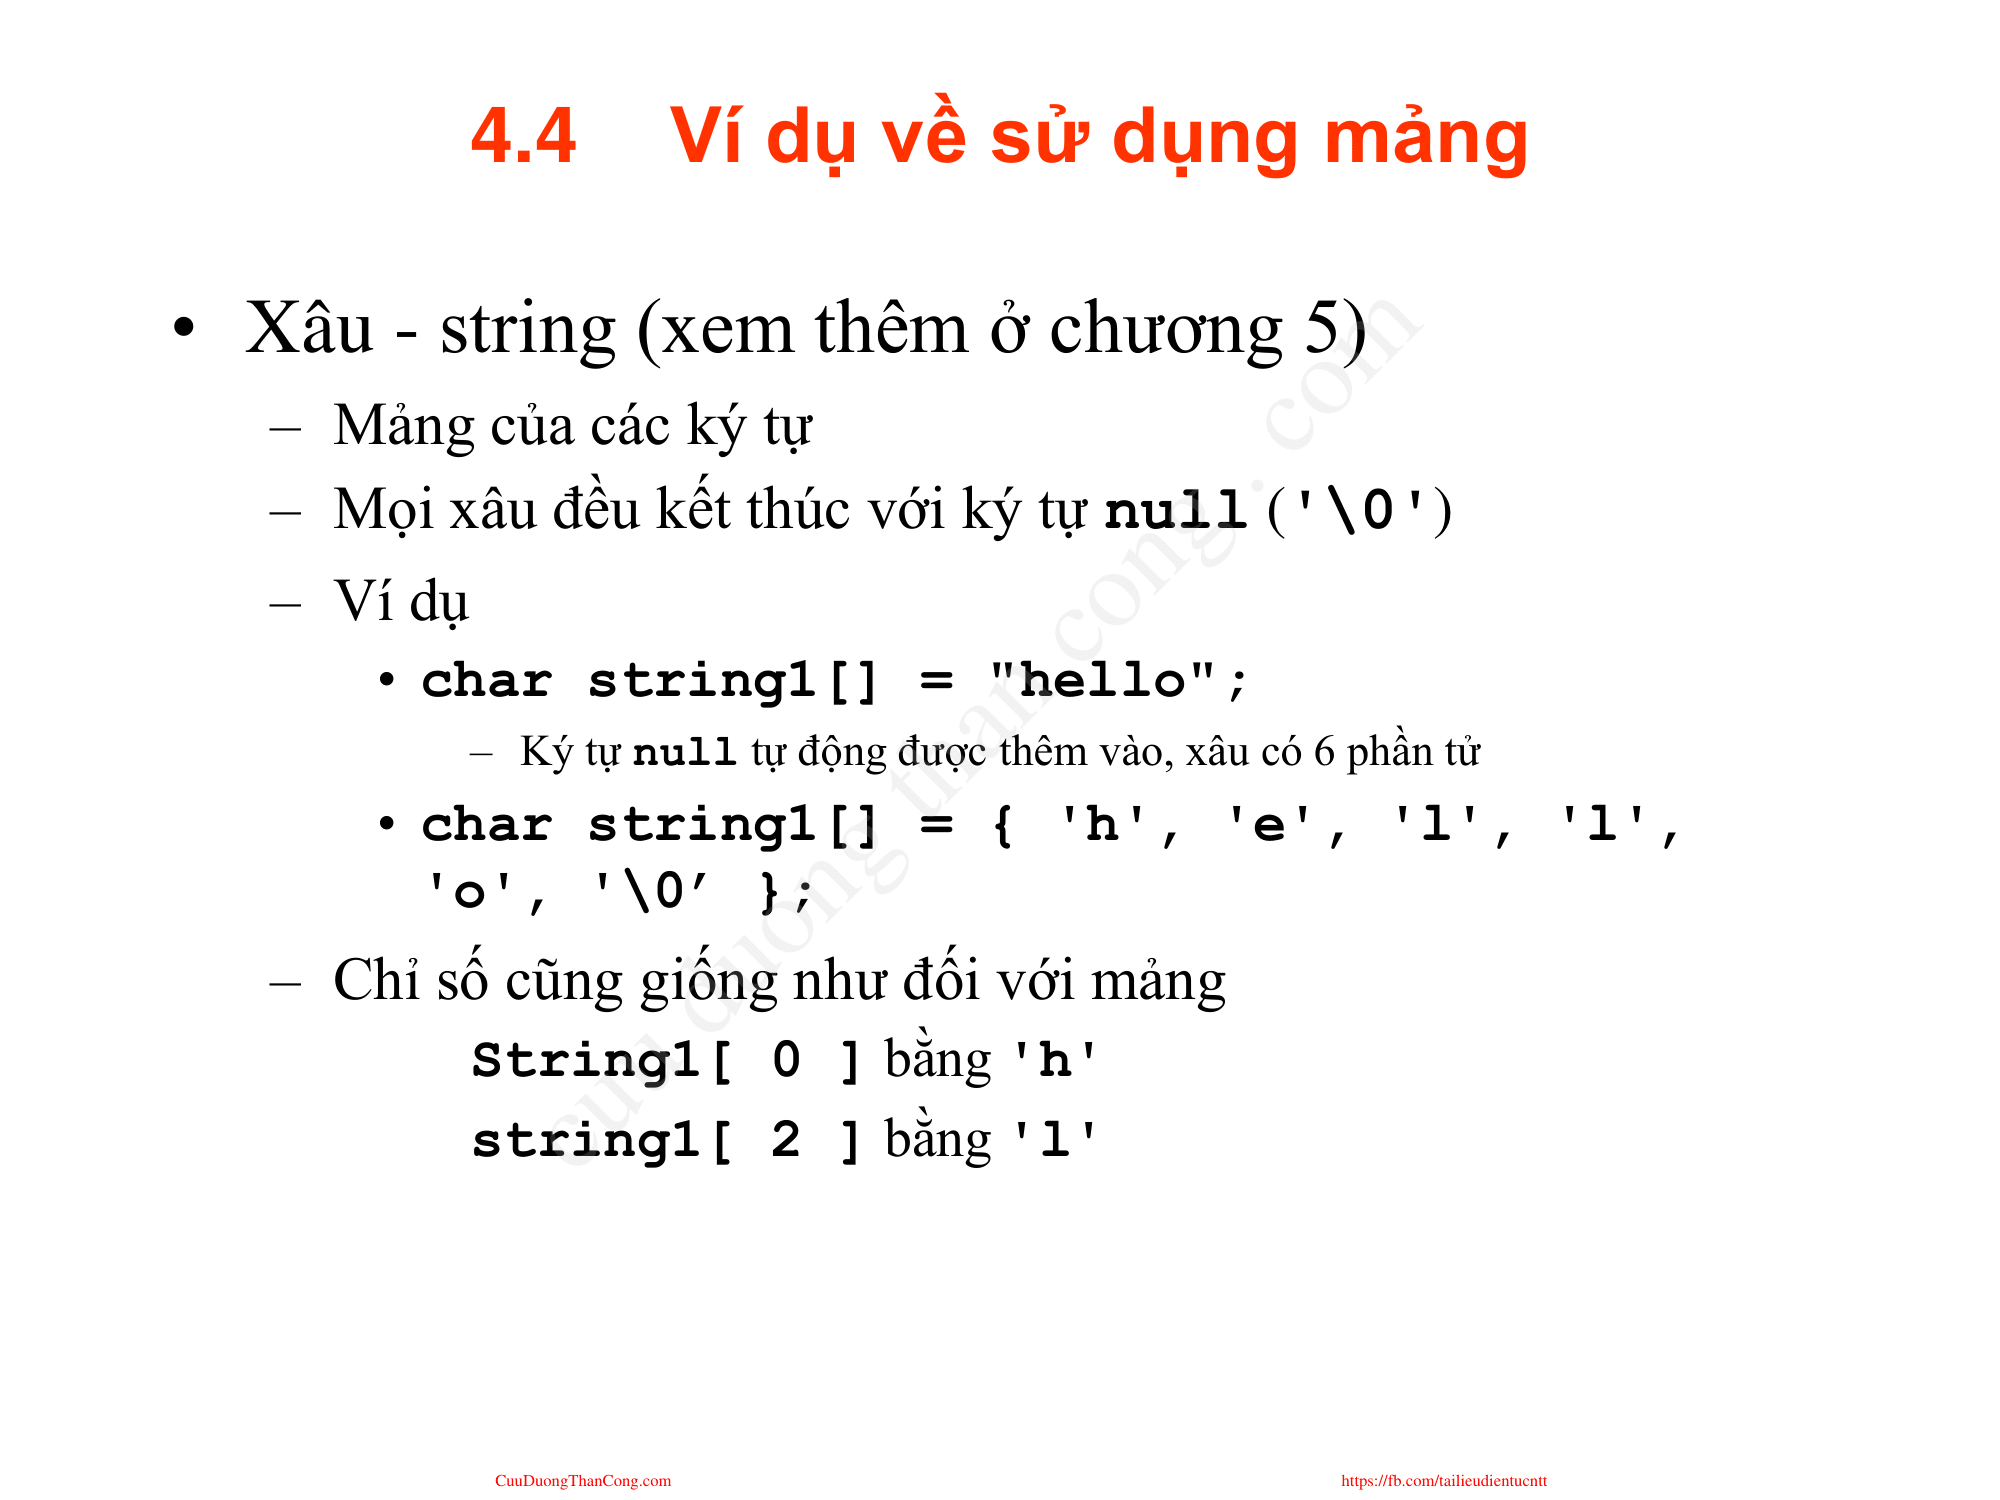 4.4 Ví dụ về sử dụng mảng
• Xâu - string (xem thêm ở chương 5)
– Mảng của các ký tự
– Mọi xâu đều kết thúc với ký tự null ('\0')
– Ví dụ
• char string1[] = "hello";
– Ký tự null tự động được thêm vào, xâu có 6 phần tử
• char string1[] = { 'h', 'e', 'l', 'l',
'o', '\0’ };
– Chỉ số cũng giống như đối với mảng
String1[ 0 ] bằng 'h'
string1[ 2 ] bằng 'l'
cuu duong than cong . com
CuuDuongThanCong.com
https://fb.com/tailieudientucntt